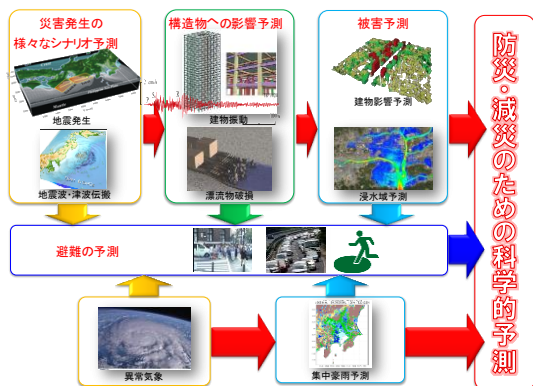 災害発生の
様々なシナリオ予測
地震発生
地震波・津波伝搬
構造物への影響予測
建物振動
漂流物破損
被害予測
建物影響予測
浸水域予測
避難の予測
異常気象
集中豪雨予測
防災・減災のための科学的予測